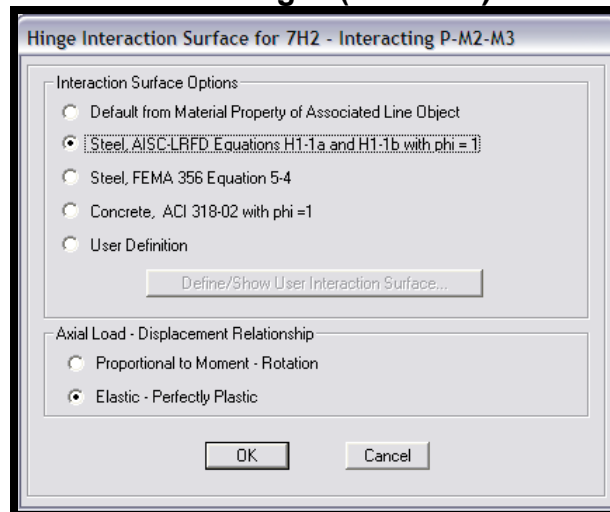 Hinge Interaction Surface for 7H2 - Interacting P-M2-M3
Interaction Surface Options
Default from Material Property of Associated Line Object
Steel, AISC-LRFD Equations H1-1a and H1-1b with phi = 1
Steel, FEMA 356 Equation 5-4
Concrete, ACI 318-02 with phi =1
User Definition
Define/Show User Interaction Surface...
Axial Load - Displacement Relationship
Proportional to Moment - Rotation
Elastic - Perfectly Plastic
OK Cancel